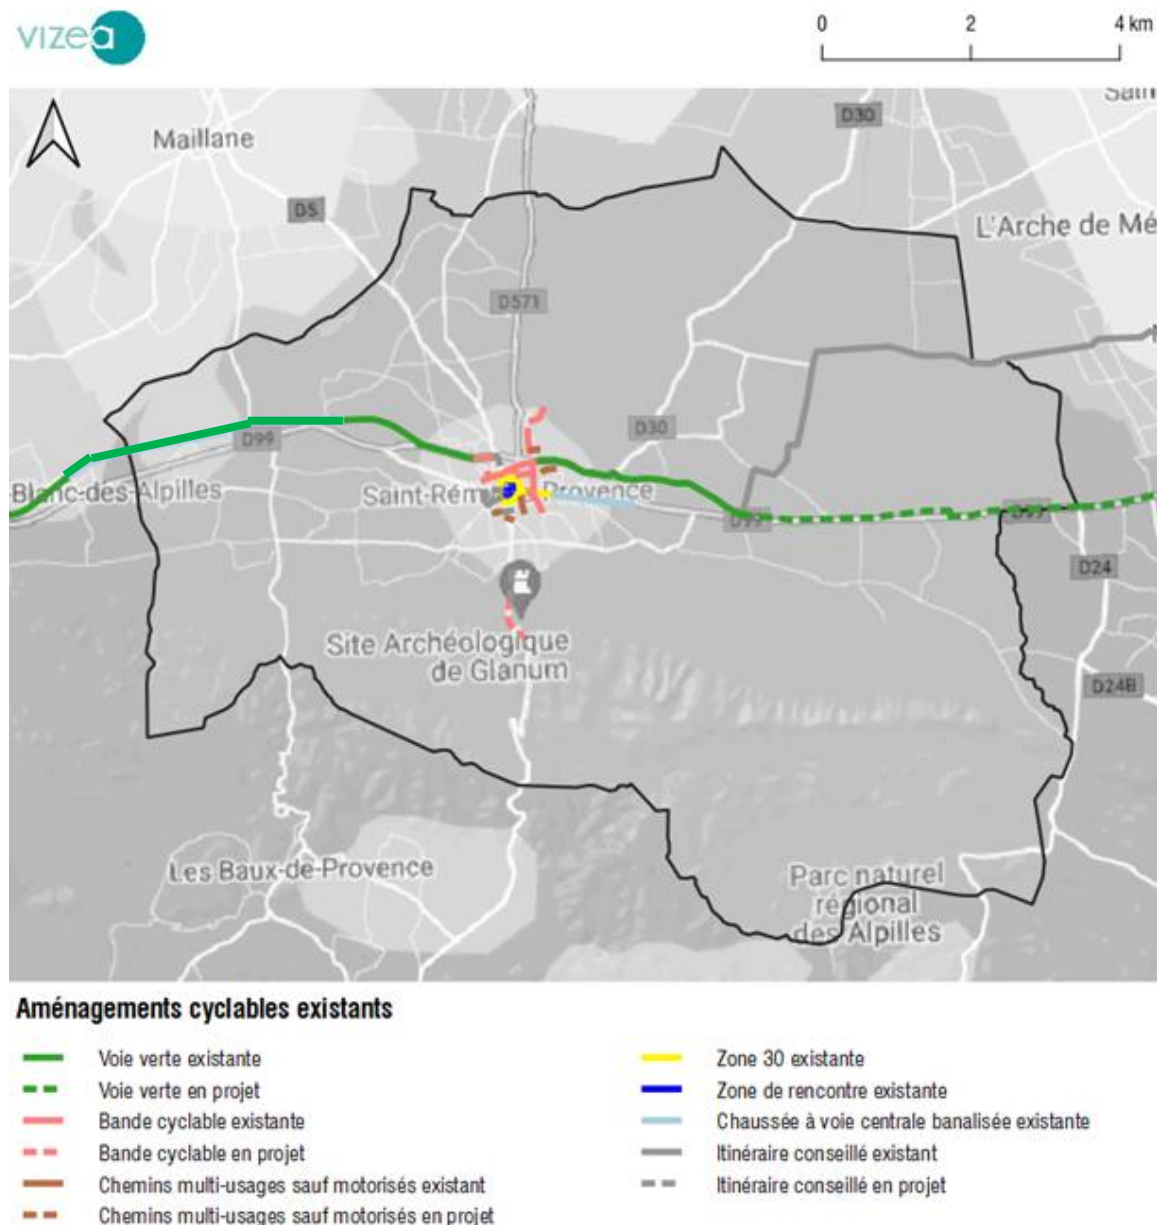 vizea
0 2 4 km
D30
Maillane
D5
L'Arche de Mé
D571
D30
D99
-Blanc-des-Alpilles
Saint-Rém Provence
D99
D99
D24
Site Archéologique
de Glanum
D24B
Les Baux-de-Provence
Parc naturel
régional
des Alpilles
Aménagements cyclables existants
Voie verte existante
Voie verte en projet
Bande cyclable existante
Bande cyclable en projet
Chemins multi-usages sauf motorisés existant
Chemins multi-usages sauf motorisés en projet
Zone 30 existante
Zone de rencontre existante
Chaussée à voie centrale banalisée existante
Itinéraire conseillé existant
Itinéraire conseillé en projet